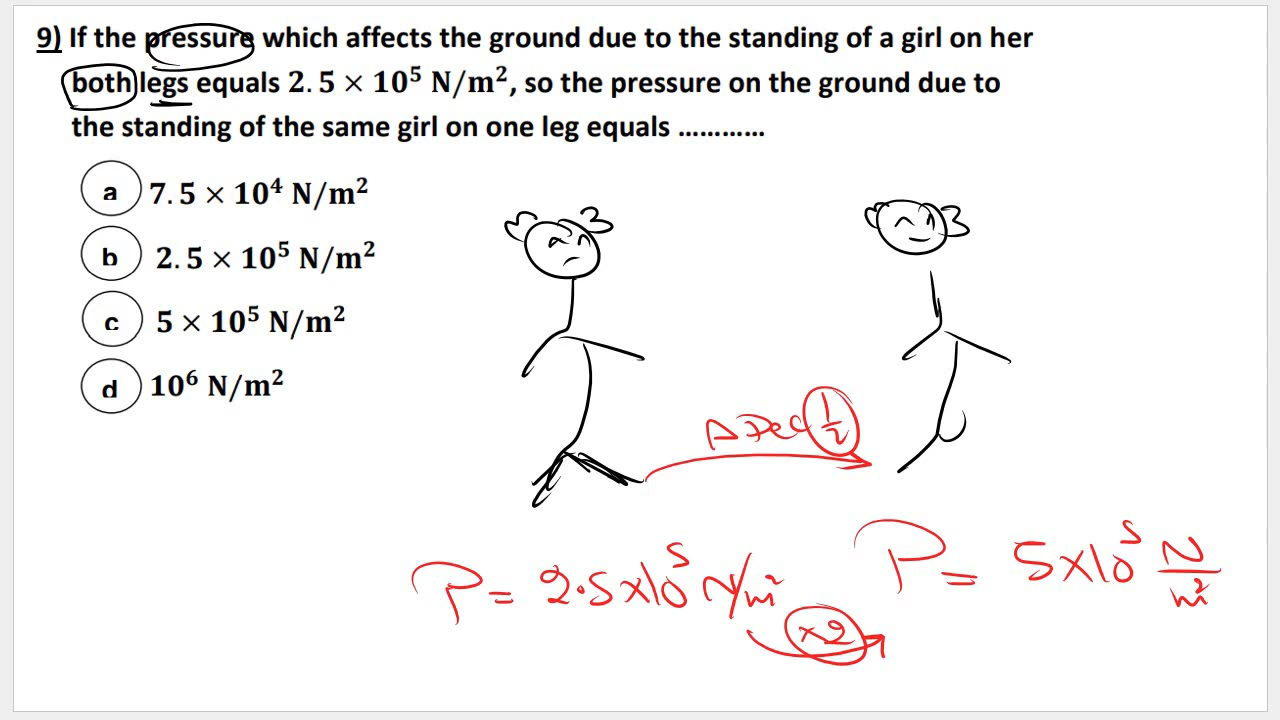 9) If the pressure which affects the ground due to the standing of a girl on her
both legs equals 2.5 × 10⁵ N/m², so the pressure on the ground due to
the standing of the same girl on one leg equals …………
a 7.5 × 10⁴ N/m²
b 2.5 × 10⁵ N/m²
c 5 × 10⁵ N/m²
d 10⁶ N/m²
1/2
P = 2.5×10⁵ N/m²
×2
P = 5×10⁵ N/m²